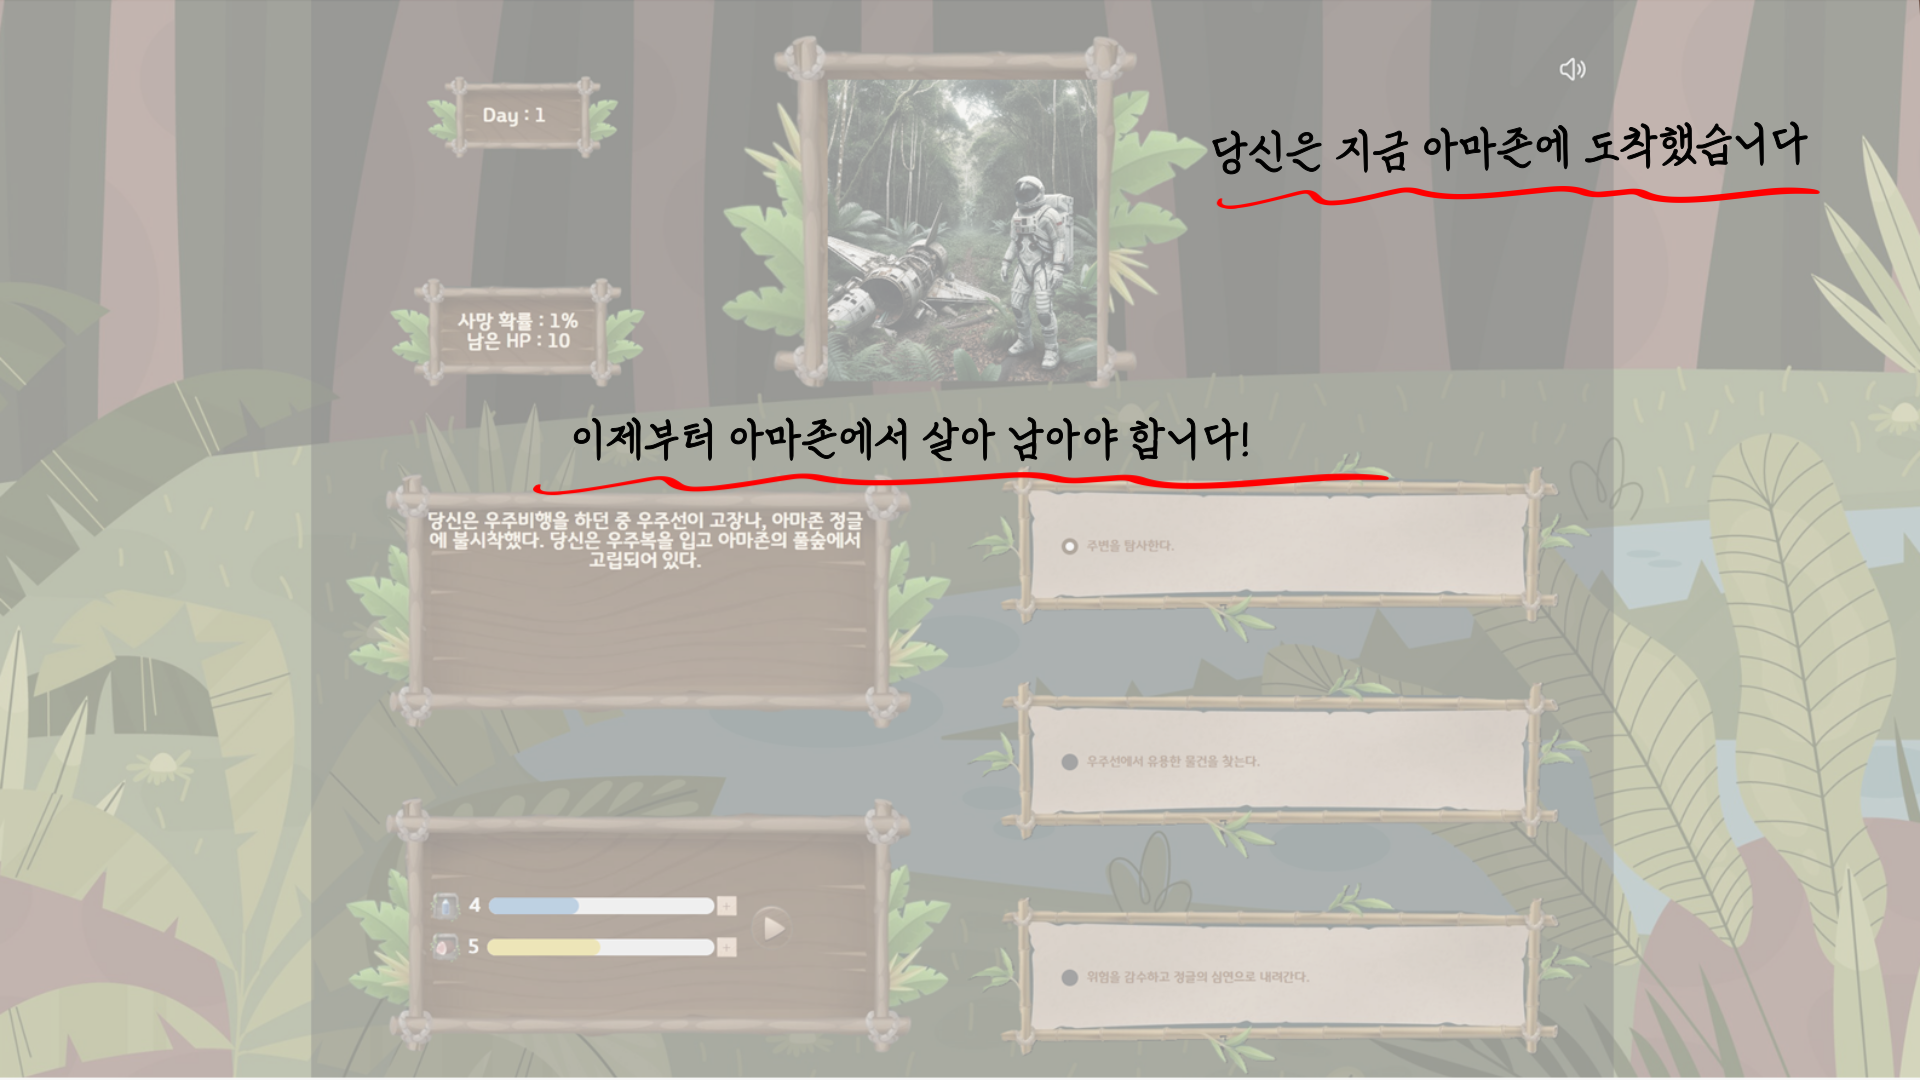 Day : 1
당신은 지금 아마존에 도착했습니다
사망 확률 : 1%
남은 HP : 10
이제부터 아마존에서 살아 남아야 합니다!
당신은 우주비행을 하던 중 우주선이 고장나, 아마존 정글
에 불시착했다. 당신은 우주복을 입고 아마존의 풀숲에서
고립되어 있다.
주변을 탐사한다.
우주선에서 유용한 물건을 찾는다.
위험을 감수하고 정글의 심연으로 내려간다.
4
+
5
+